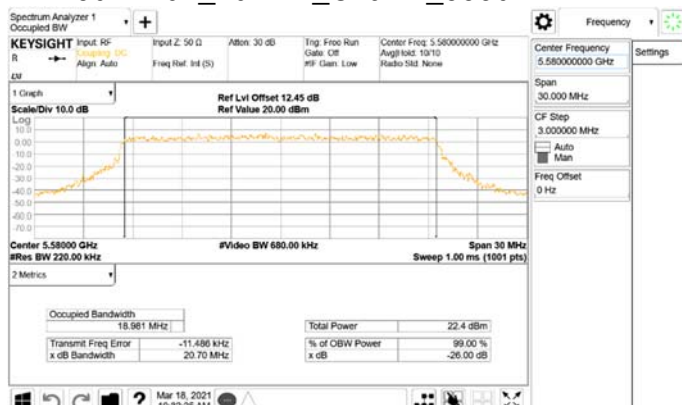 Spectrum Analyzer 1
Occupied BW
KEYSIGHT
R
Input: RF
Coupling: DC
Align: Auto
Input Z: 50 Ω
Freq Ref: Int (S)
Atten: 30 dB
Trig: Free Run
Gate: Off
#IF Gain: Low
Center Freq: 5.580000000 GHz
Avg|Hold: 10/10
Radio Std: None
1 Graph
Scale/Div 10.0 dB
Ref Lvl Offset 12.45 dB
Ref Value 20.00 dBm
Log
10.0
0.00
-10.0
-20.0
-30.0
-40.0
-50.0
-60.0
-70.0
Center 5.58000 GHz
#Res BW 220.00 kHz
#Video BW 680.00 kHz
Span 30 MHz
Sweep 1.00 ms (1001 pts)
2 Metrics
Occupied Bandwidth
18.981 MHz
Transmit Freq Error -11.486 kHz
x dB Bandwidth 20.70 MHz
Total Power 22.4 dBm
% of OBW Power 99.00 %
x dB -26.00 dB
Mar 18, 2021
Frequency
Center Frequency
5.580000000 GHz
Span
30.000 MHz
CF Step
3.000000 MHz
Auto
Man
Freq Offset
0 Hz
Settings